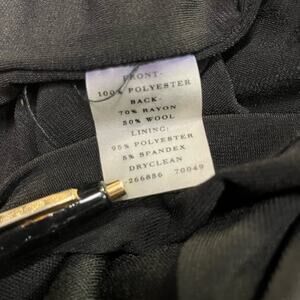 FRONT-
100% POLYESTER
BACK-
70% RAYON
30% WOOL
LINING:
95% POLYESTER
5% SPANDEX
DRYCLEAN
266886 70049